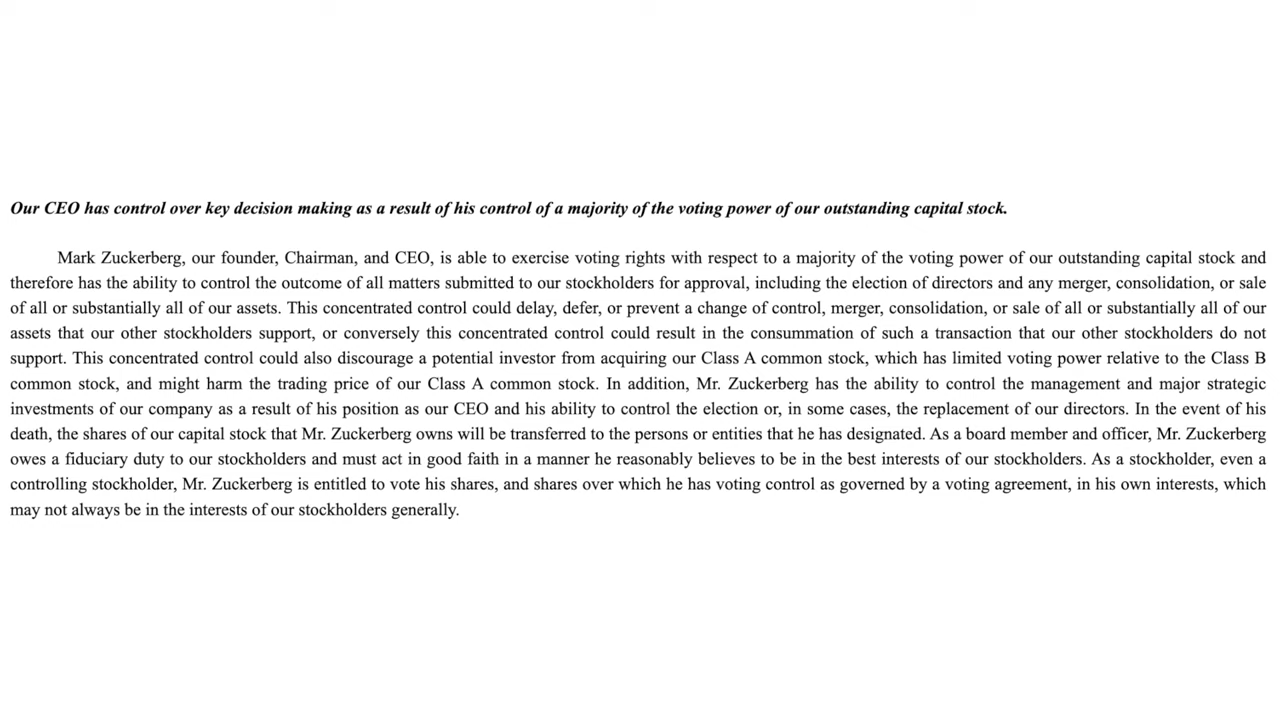 Our CEO has control over key decision making as a result of his control of a majority of the voting power of our outstanding capital stock.
Mark Zuckerberg, our founder, Chairman, and CEO, is able to exercise voting rights with respect to a majority of the voting power of our outstanding capital stock and
therefore has the ability to control the outcome of all matters submitted to our stockholders for approval, including the election of directors and any merger, consolidation, or sale
of all or substantially all of our assets. This concentrated control could delay, defer, or prevent a change of control, merger, consolidation, or sale of all or substantially all of our
assets that our other stockholders support, or conversely this concentrated control could result in the consummation of such a transaction that our other stockholders do not
support. This concentrated control could also discourage a potential investor from acquiring our Class A common stock, which has limited voting power relative to the Class B
common stock, and might harm the trading price of our Class A common stock. In addition, Mr. Zuckerberg has the ability to control the management and major strategic
investments of our company as a result of his position as our CEO and his ability to control the election or, in some cases, the replacement of our directors. In the event of his
death, the shares of our capital stock that Mr. Zuckerberg owns will be transferred to the persons or entities that he has designated. As a board member and officer, Mr. Zuckerberg
owes a fiduciary duty to our stockholders and must act in good faith in a manner he reasonably believes to be in the best interests of our stockholders. As a stockholder, even a
controlling stockholder, Mr. Zuckerberg is entitled to vote his shares, and shares over which he has voting control as governed by a voting agreement, in his own interests, which
may not always be in the interests of our stockholders generally.